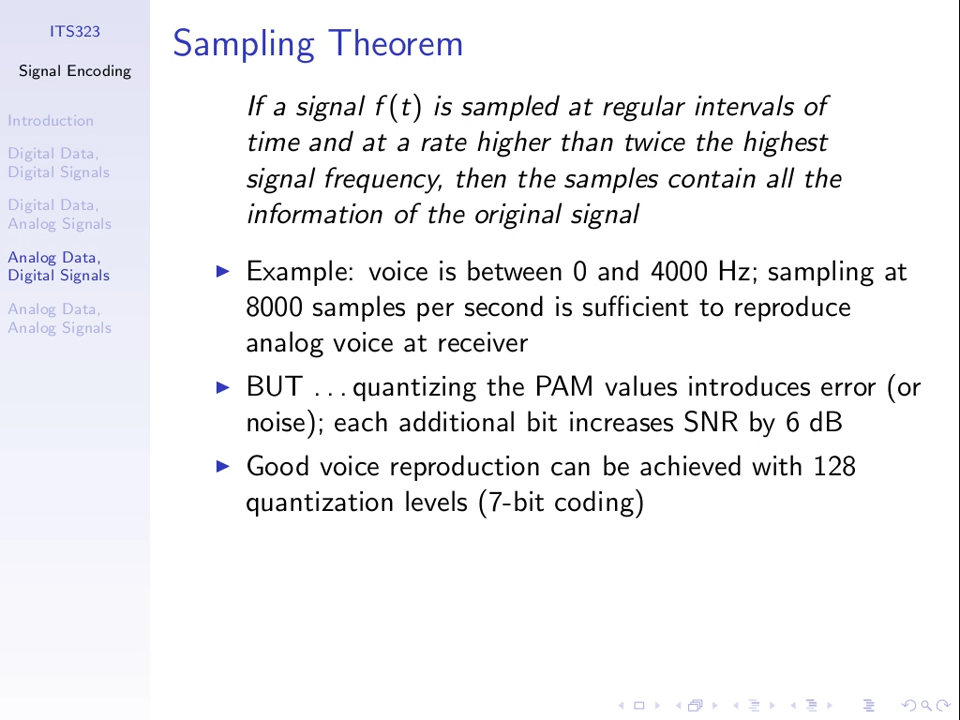 ITS323
Signal Encoding
Introduction
Digital Data,
Digital Signals
Digital Data,
Analog Signals
Analog Data,
Digital Signals
Analog Data,
Analog Signals
Sampling Theorem
If a signal f(t) is sampled at regular intervals of
time and at a rate higher than twice the highest
signal frequency, then the samples contain all the
information of the original signal
Example: voice is between 0 and 4000 Hz; sampling at
8000 samples per second is sufficient to reproduce
analog voice at receiver
BUT . . . quantizing the PAM values introduces error (or
noise); each additional bit increases SNR by 6 dB
Good voice reproduction can be achieved with 128
quantization levels (7-bit coding)